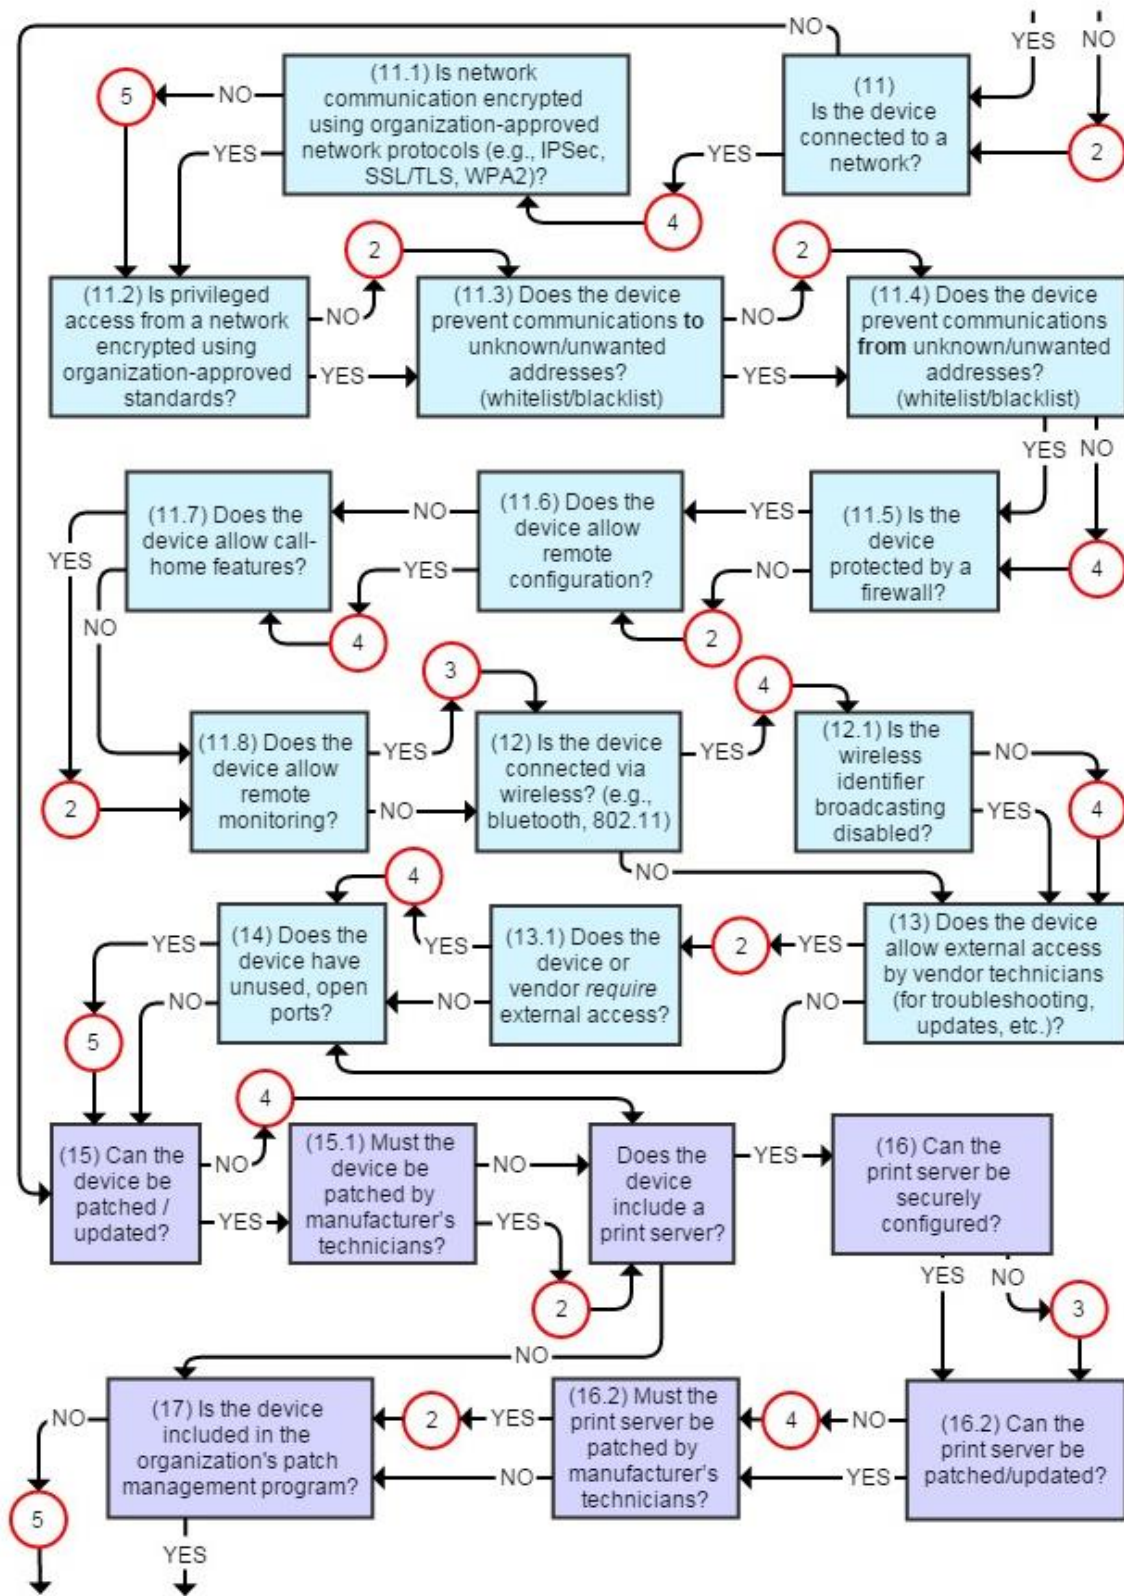 NO
YES
NO
(11)
Is the device
connected to a
network?
2
YES
4
(11.1) Is network
communication encrypted
using organization-approved
network protocols (e.g., IPSec,
SSL/TLS, WPA2)?
NO
5
YES
(11.2) Is privileged
access from a network
encrypted using
organization-approved
standards?
NO
2
YES
(11.3) Does the device
prevent communications to
unknown/unwanted
addresses?
(whitelist/blacklist)
NO
2
YES
(11.4) Does the device
prevent communications
from unknown/unwanted
addresses?
(whitelist/blacklist)
YES
NO
4
(11.5) Is the
device
protected by a
firewall?
YES
NO
2
(11.6) Does the
device allow
remote
configuration?
NO
YES
4
(11.7) Does the
device allow call-
home features?
YES
NO
2
(11.8) Does the
device allow
remote
monitoring?
YES
3
NO
(12) Is the device
connected via
wireless? (e.g.,
bluetooth, 802.11)
YES
4
NO
(12.1) Is the
wireless
identifier
broadcasting
disabled?
NO
4
YES
(13) Does the device
allow external access
by vendor technicians
(for troubleshooting,
updates, etc.)?
YES
2
NO
(13.1) Does the
device or
vendor require
external access?
YES
4
NO
(14) Does the
device have
unused, open
ports?
YES
5
NO
(15) Can the
device be
patched /
updated?
NO
4
YES
(15.1) Must the
device be
patched by
manufacturer's
technicians?
NO
YES
2
Does the
device
include a
print server?
YES
NO
(16) Can the
print server be
securely
configured?
YES
NO
3
(16.2) Can the
print server be
patched/updated?
NO
4
YES
(16.2) Must the
print server be
patched by
manufacturer's
technicians?
YES
2
NO
(17) Is the device
included in the
organization's patch
management program?
NO
5
YES